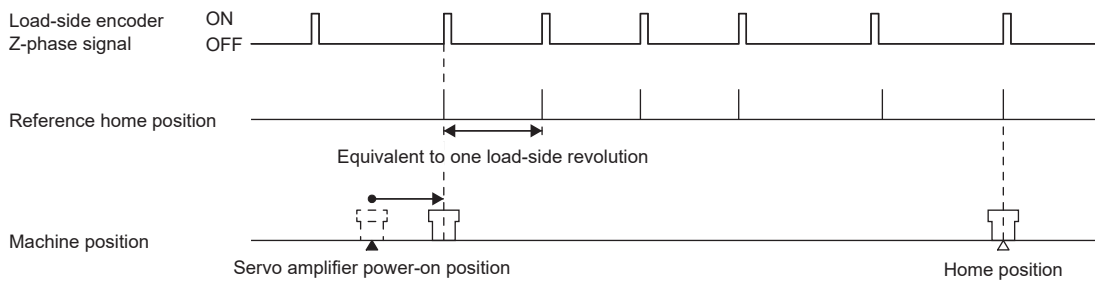 Load-side encoder ON
Z-phase signal OFF
Reference home position
Equivalent to one load-side revolution
Machine position
Servo amplifier power-on position
Home position